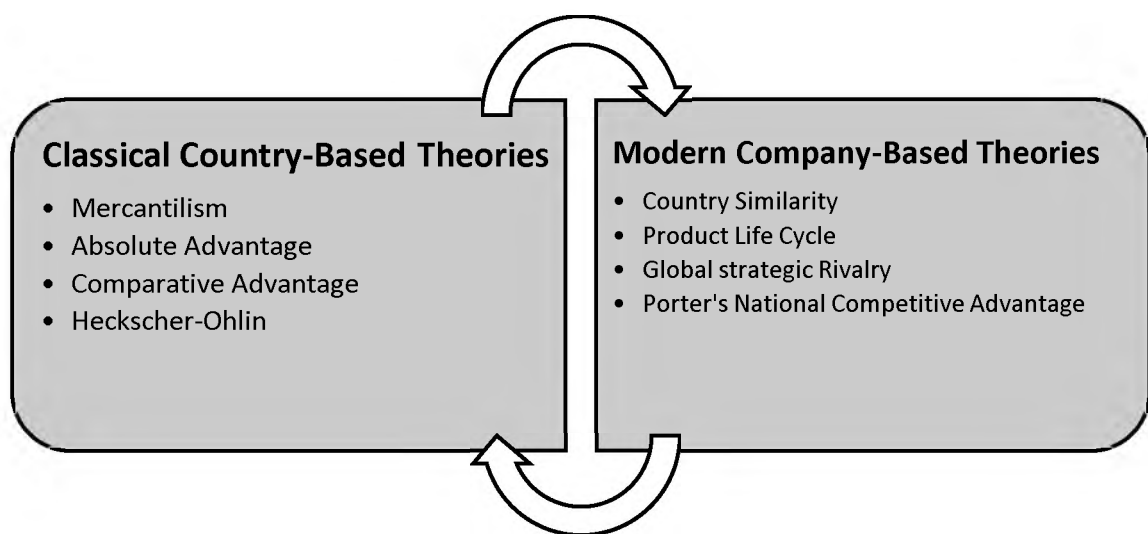 Classical Country-Based Theories
• Mercantilism
• Absolute Advantage
• Comparative Advantage
• Heckscher-Ohlin
Modern Company-Based Theories
• Country Similarity
• Product Life Cycle
• Global strategic Rivalry
• Porter's National Competitive Advantage